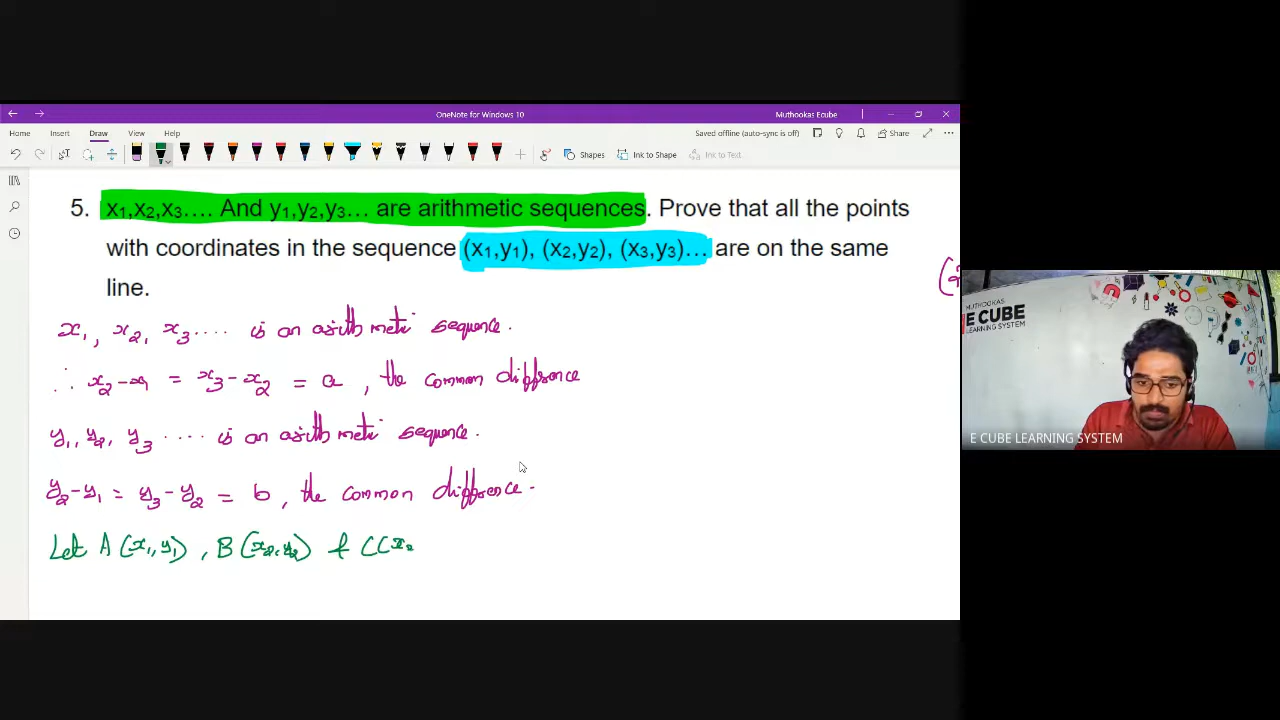 OneNote for Windows 10
Muthookas Ecube
Home Insert Draw View Help
Saved offline (auto-sync is off) Share
Shapes Ink to Shape Ink to Text
5. x₁,x₂,x₃…. And y₁,y₂,y₃… are arithmetic sequences. Prove that all the points
with coordinates in the sequence (x₁,y₁), (x₂,y₂), (x₃,y₃)… are on the same
line.
x₁, x₂, x₃ .... is an arithmetic sequence.
∴ x₂-x₁ = x₃-x₂ = a, the common difference
y₁, y₂, y₃ .... is an arithmetic sequence.
y₂-y₁ = y₃-y₂ = b, the common difference.
Let A(x₁,y₁), B(x₂,y₂) & C(x₃
MUTHOOKAS
E CUBE
LEARNING SYSTEM
E CUBE LEARNING SYSTEM